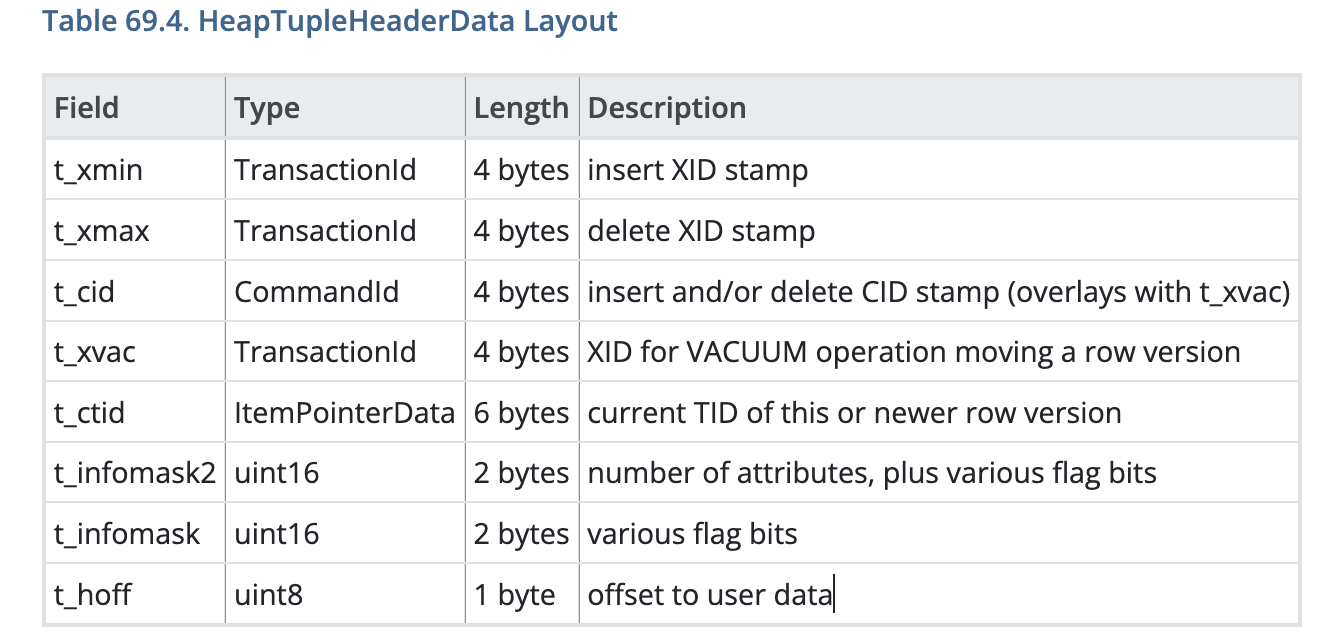 Table 69.4. HeapTupleHeaderData Layout
Field Type Length Description
t_xmin TransactionId 4 bytes insert XID stamp
t_xmax TransactionId 4 bytes delete XID stamp
t_cid CommandId 4 bytes insert and/or delete CID stamp (overlays with t_xvac)
t_xvac TransactionId 4 bytes XID for VACUUM operation moving a row version
t_ctid ItemPointerData 6 bytes current TID of this or newer row version
t_infomask2 uint16 2 bytes number of attributes, plus various flag bits
t_infomask uint16 2 bytes various flag bits
t_hoff uint8 1 byte offset to user data